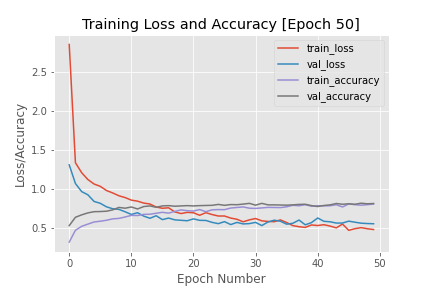 Training Loss and Accuracy [Epoch 50]
train_loss
val_loss
train_accuracy
val_accuracy
Loss/Accuracy
2.5
2.0
1.5
1.0
0.5
0 10 20 30 40 50
Epoch Number